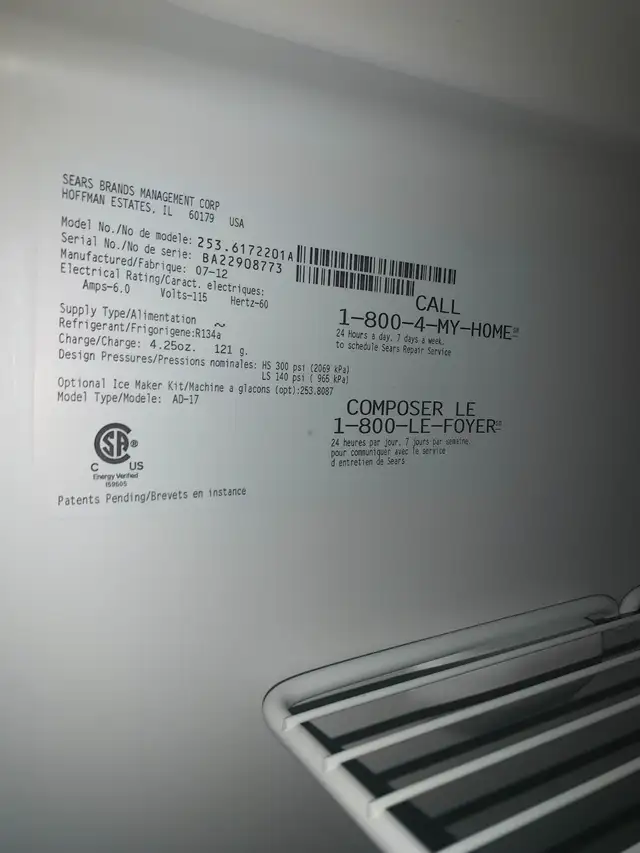 SEARS BRANDS MANAGEMENT CORP
HOFFMAN ESTATES, IL 60179 USA
Model No./No de modele: 253.6172201A
Serial No./No de serie: BA22908773
Manufactured/Fabrique: 07-12
Electrical Rating/Caract. electriques:
Amps-6.0 Volts-115 Hertz-60
Supply Type/Alimentation ~
Refrigerant/Frigorigene:R134a
Charge/Charge: 4.25oz. 121 g.
Design Pressures/Pressions nominales: HS 300 psi (2069 kPa)
LS 140 psi ( 965 kPa)
Optional Ice Maker Kit/Machine a glacons (opt):253.8087
Model Type/Modele: AD-17
CALL
1-800-4-MY-HOME℠
24 Hours a day, 7 days a week,
to schedule Sears Repair Service
COMPOSER LE
1-800-LE-FOYER
24 heures par jour, 7 jours par semaine,
pour communiquer avec le service
d entretien de Sears
SA ®
C US
Energy Verified
Patents Pending/Brevets en instance